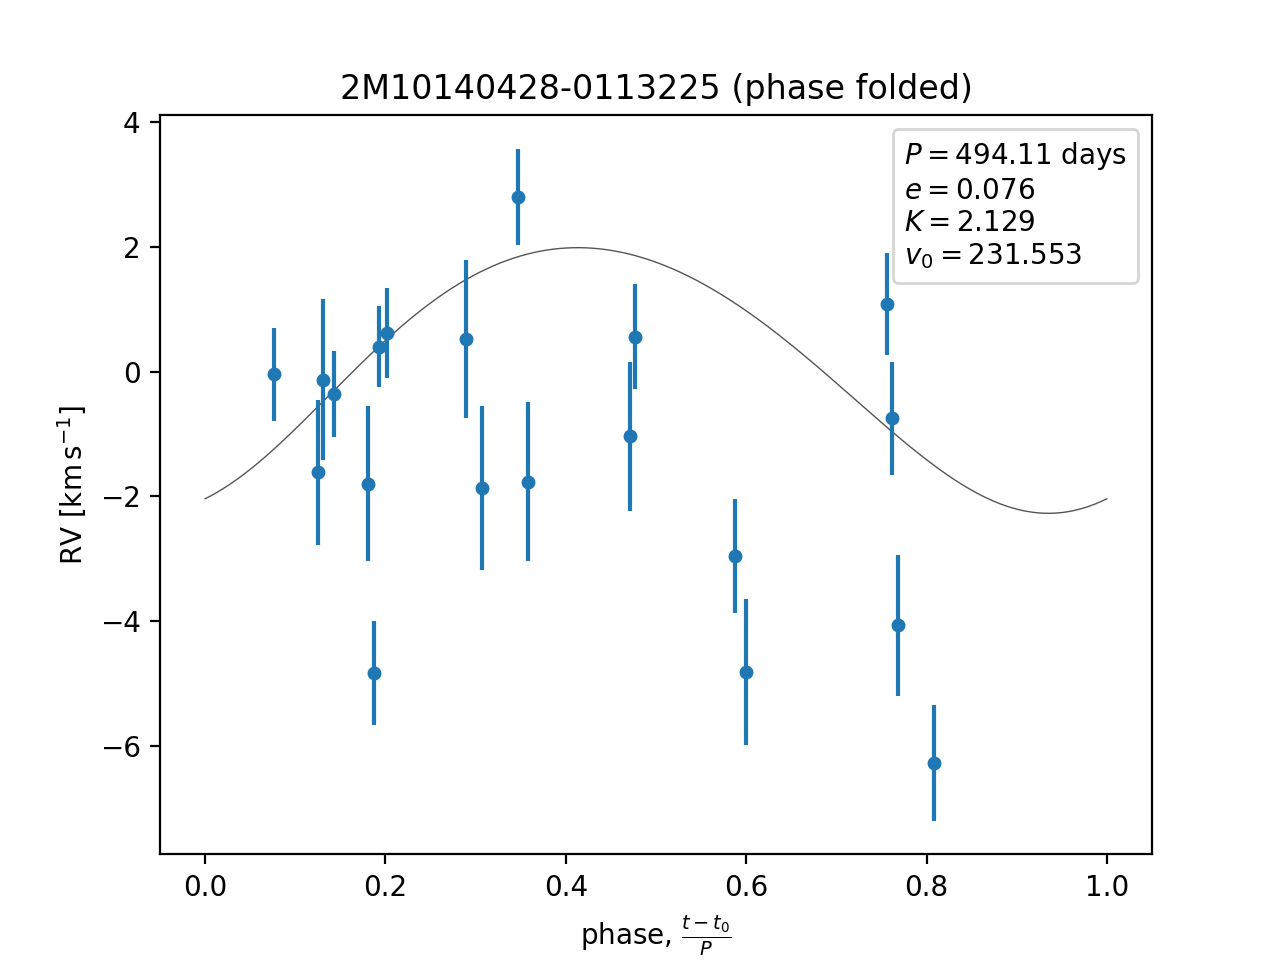 2M10140428-0113225 (phase folded)
P = 494.11 days
e = 0.076
K = 2.129
v₀ = 231.553
4
2
0
−2
−4
−6
RV [km s⁻¹]
0.0 0.2 0.4 0.6 0.8 1.0
phase, (t − t₀)/P